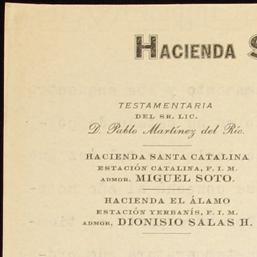 HACIENDA S
TESTAMENTARIA
DEL SR. LIC.
D. Pablo Martínez del Río.
HACIENDA SANTA CATALINA
ESTACIÓN CATALINA, F. I. M.
ADMOR. MIGUEL SOTO.
HACIENDA EL ÁLAMO
ESTACIÓN YERBANÍS, F. I. M.
ADMOR. DIONISIO SALAS H.